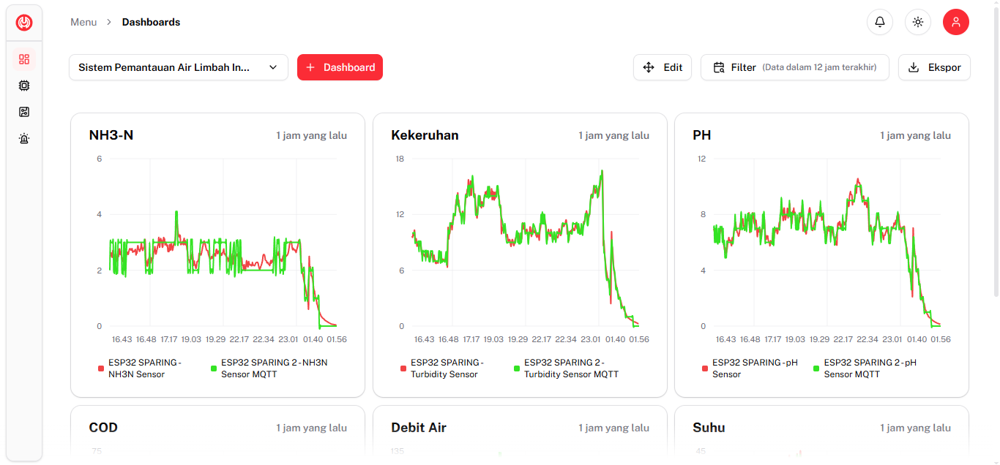 Menu > Dashboards
Sistem Pemantauan Air Limbah In...
+ Dashboard
Edit
Filter (Data dalam 12 jam terakhir)
Ekspor
NH3-N
1 jam yang lalu
6
4
2
0
16.43 16.48 17.17 19.03 19.29 22.17 22.34 23.01 01.40 01.56
ESP32 SPARING -
NH3N Sensor
ESP32 SPARING 2 - NH3N
Sensor MQTT
Kekeruhan
1 jam yang lalu
18
12
6
0
16.43 16.48 17.17 19.03 19.29 22.17 22.34 23.01 01.40 01.56
ESP32 SPARING -
Turbidity Sensor
ESP32 SPARING 2 -
Turbidity Sensor MQTT
PH
1 jam yang lalu
12
8
4
0
16.43 16.48 17.17 19.03 19.29 22.17 22.34 23.01 01.40 01.56
ESP32 SPARING - pH
Sensor
ESP32 SPARING 2 - pH
Sensor MQTT
COD
1 jam yang lalu
75
Debit Air
1 jam yang lalu
135
Suhu
1 jam yang lalu
45